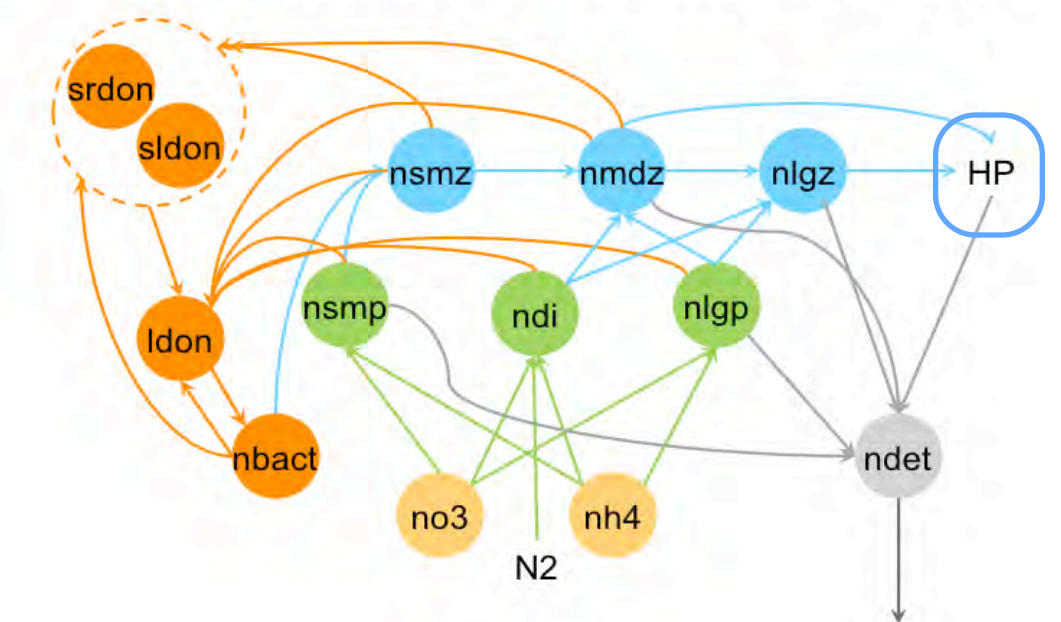 srdon
sldon
nsmz
nmdz
nlgz
HP
nsmp
ndi
nlgp
ldon
nbact
ndet
no3
nh4
N2